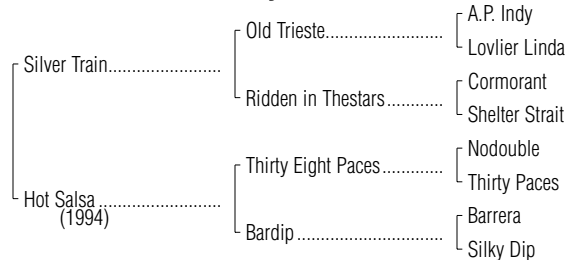 A.P. Indy
Old Trieste
Lovlier Linda
Silver Train
Cormorant
Ridden in Thestars
Shelter Strait
Nodouble
Thirty Eight Paces
Thirty Paces
Hot Salsa
(1994)
Barrera
Bardip
Silky Dip